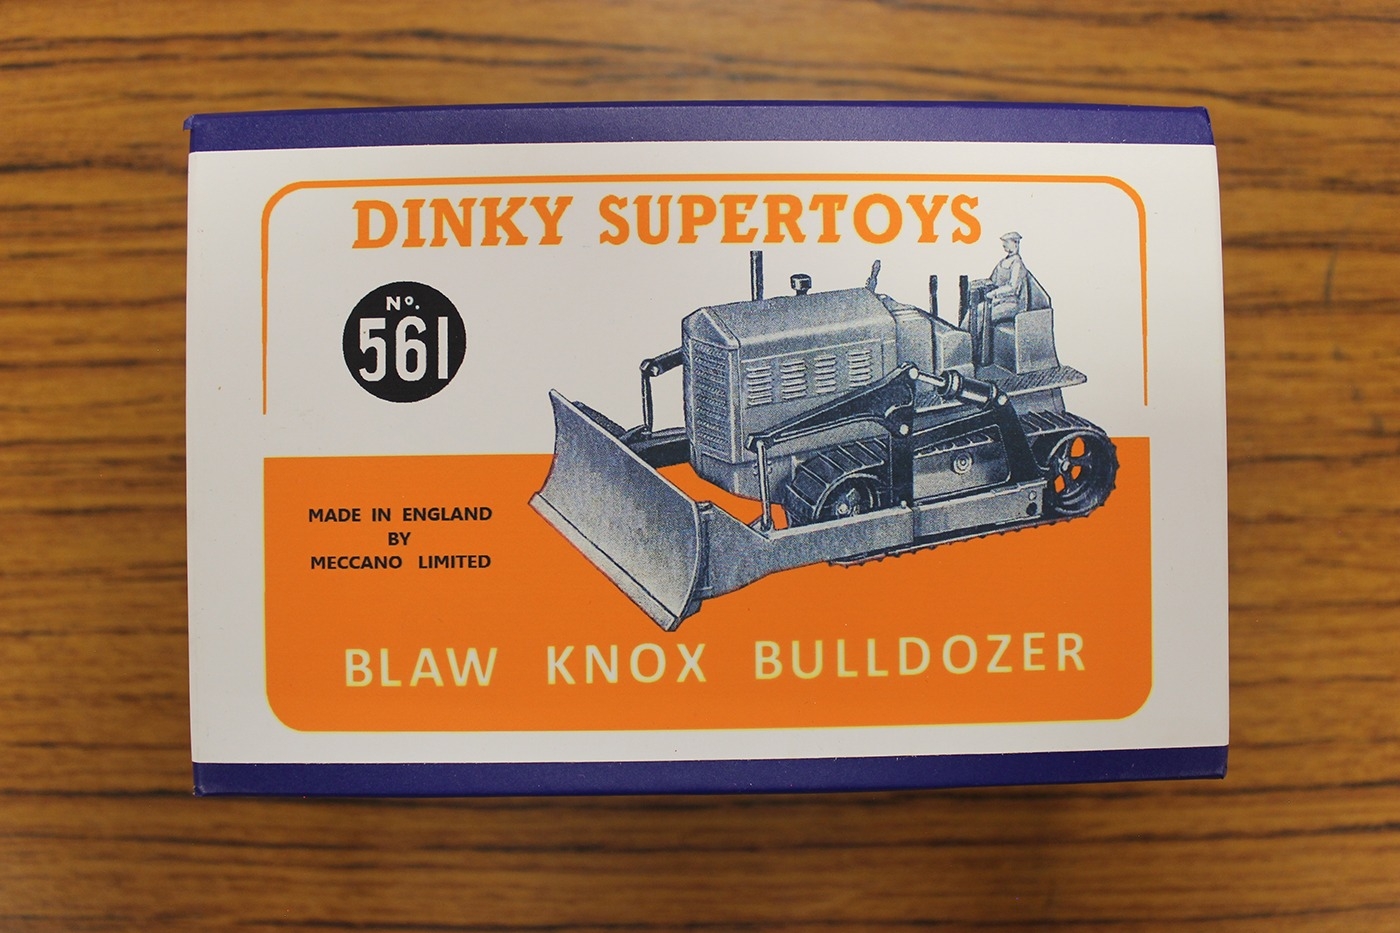 DINKY SUPERTOYS
Nº.
561
MADE IN ENGLAND
BY
MECCANO LIMITED
BLAW KNOX BULLDOZER